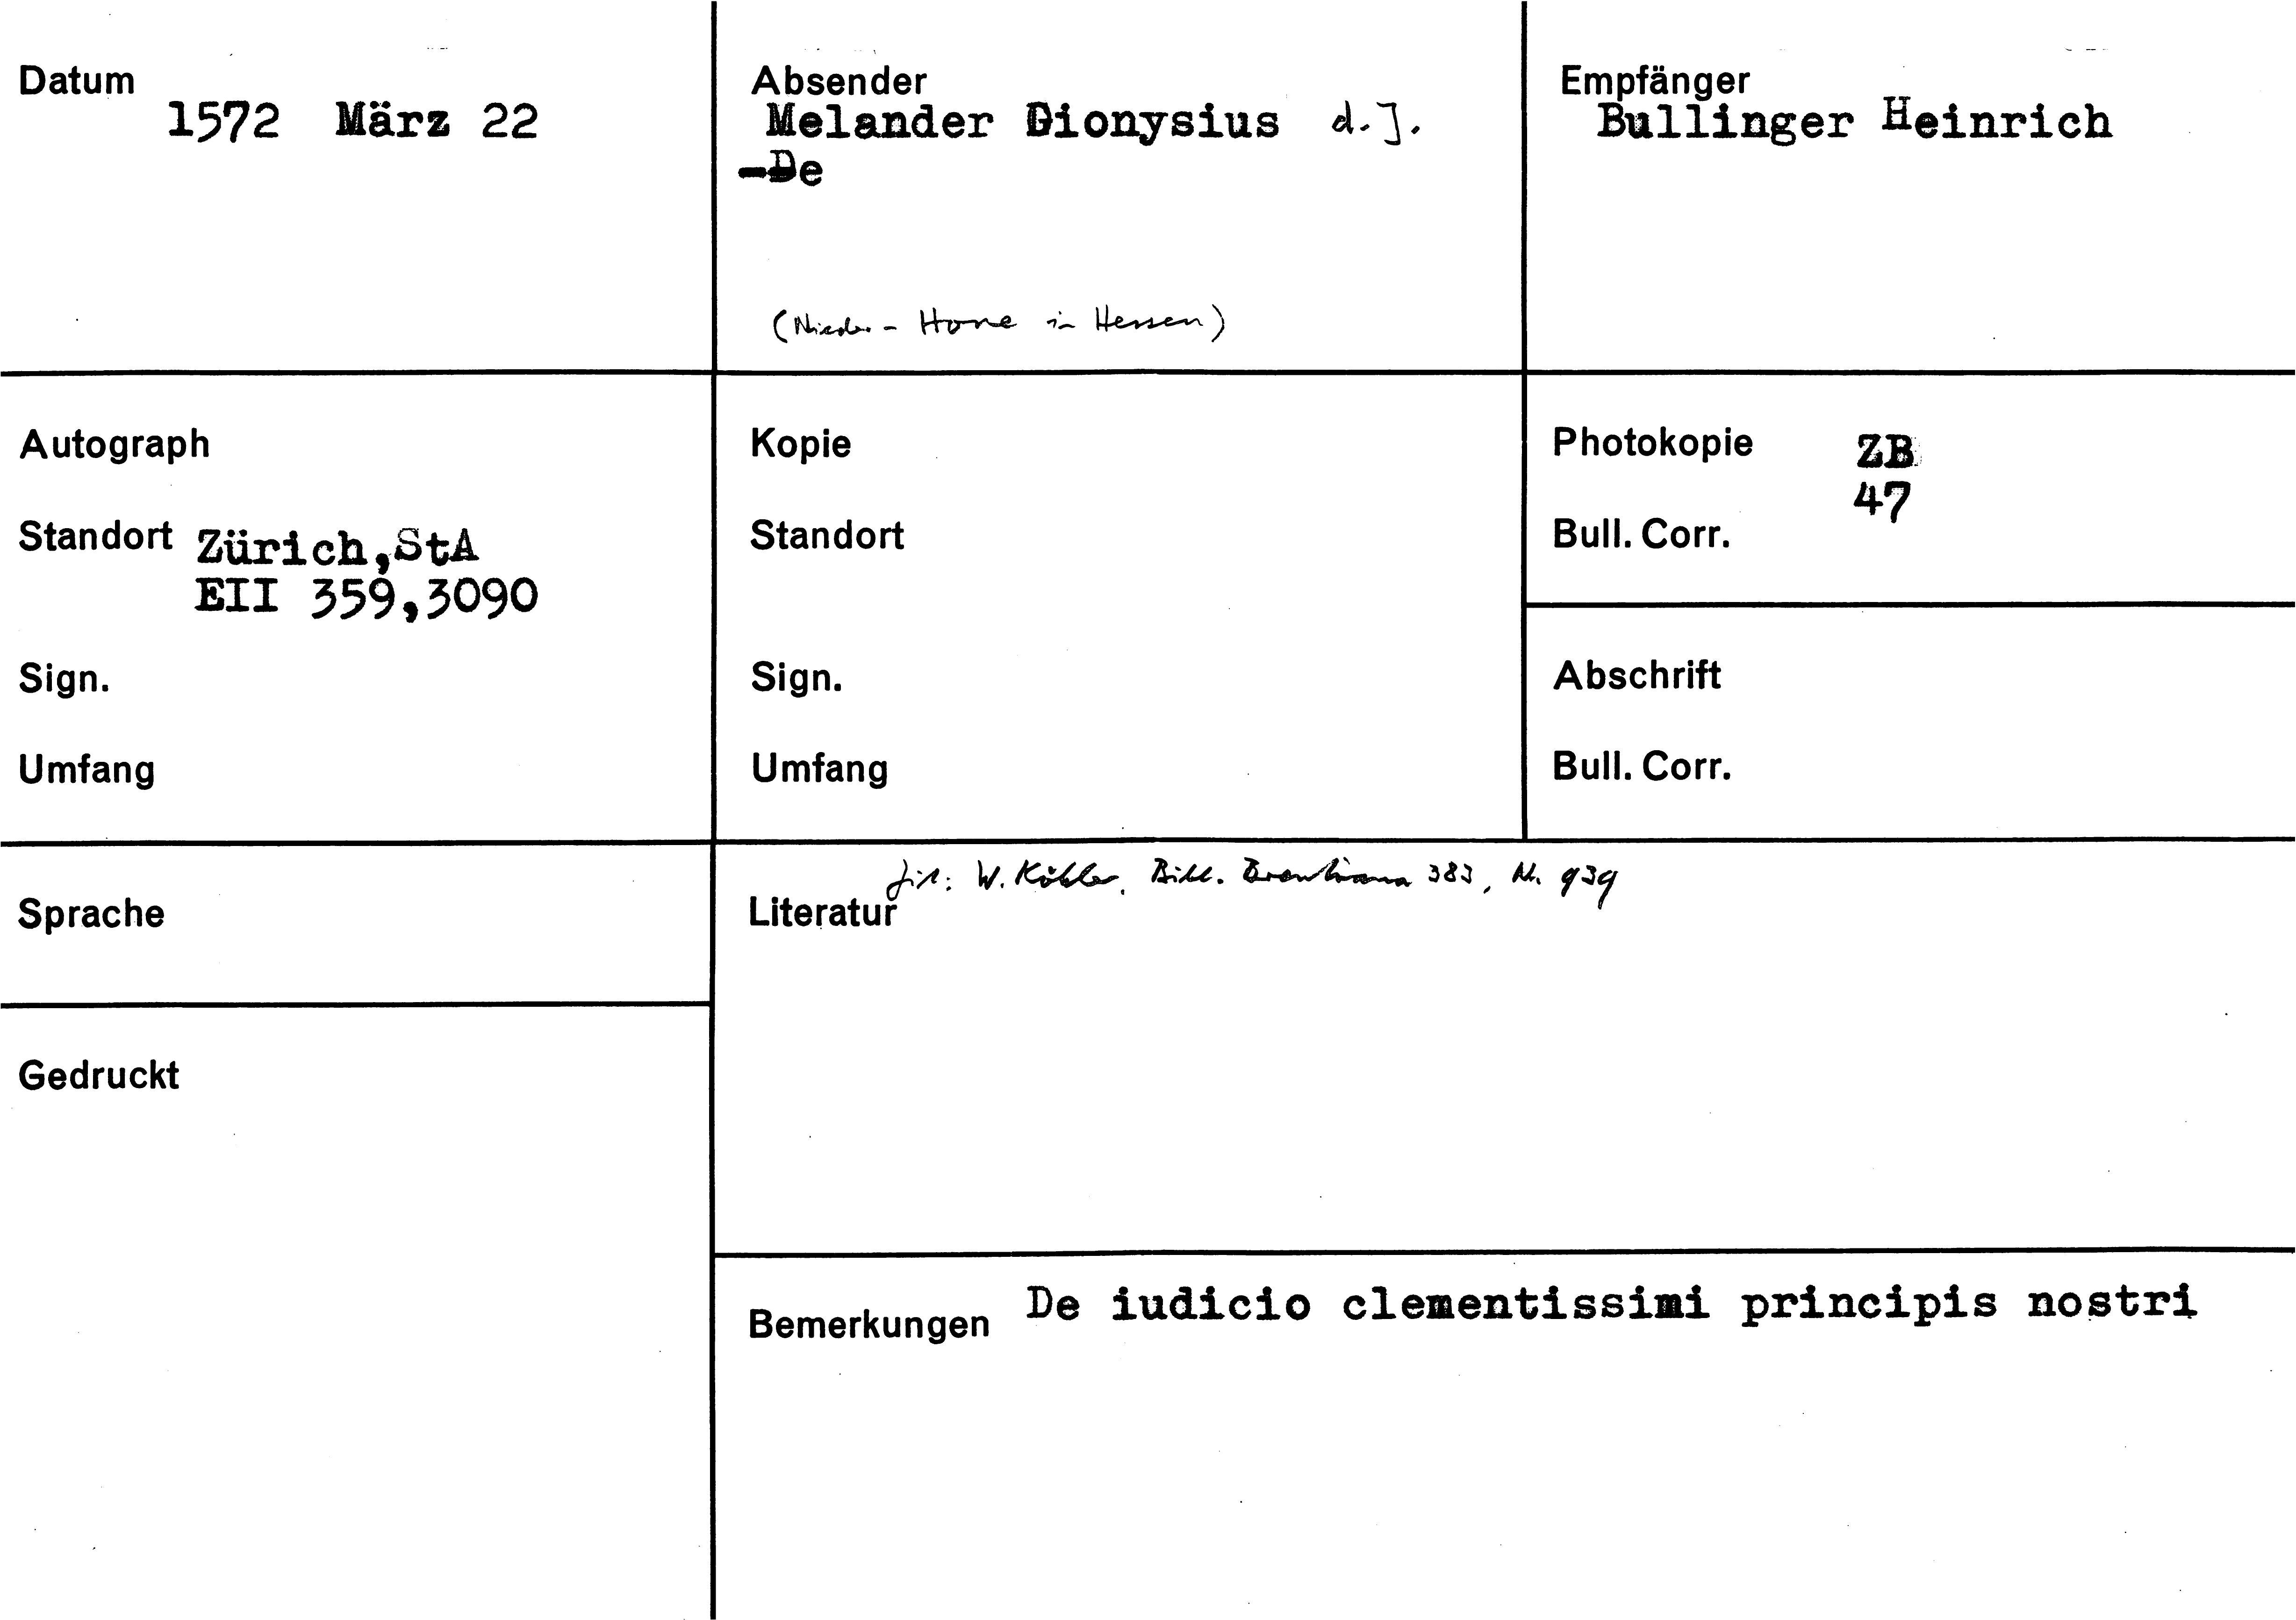 Datum
1572 März 22
Absender
Melander Dionysius d. J.
-De
(Nieder-Hone in Hessen)
Empfänger
Bullinger Heinrich
Autograph
Standort Zürich,StA
EII 359,3090
Sign.
Umfang
Kopie
Standort
Sign.
Umfang
Photokopie ZB
47
Bull. Corr.
Abschrift
Bull. Corr.
Sprache
Gedruckt
W. Köhler, Bibl. Brentiana 383, Nr. 939
Literatur
Bemerkungen De iudicio clementissimi principis nostri